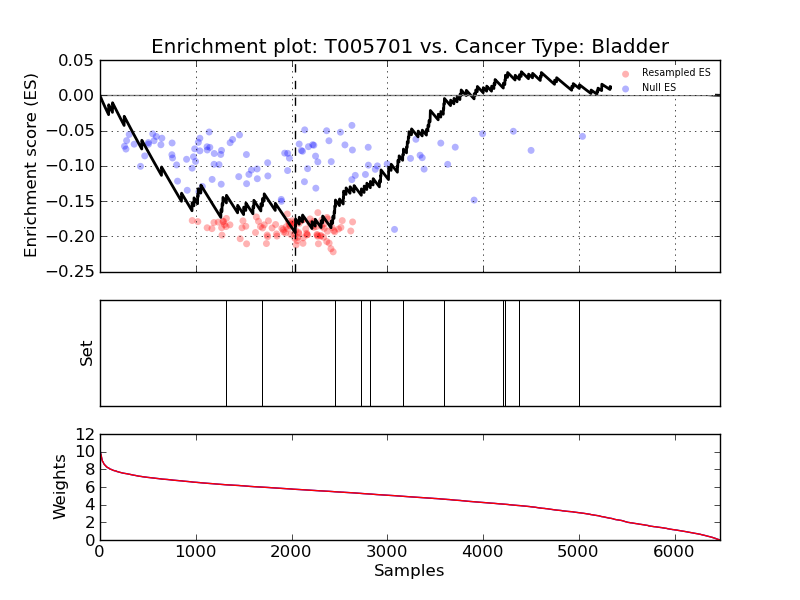 Enrichment plot: T005701 vs. Cancer Type: Bladder
Enrichment score (ES)
0.05
0.00
−0.05
−0.10
−0.15
−0.20
−0.25
Resampled ES
Null ES
Set
Weights
12
10
8
6
4
2
0
0 1000 2000 3000 4000 5000 6000
Samples